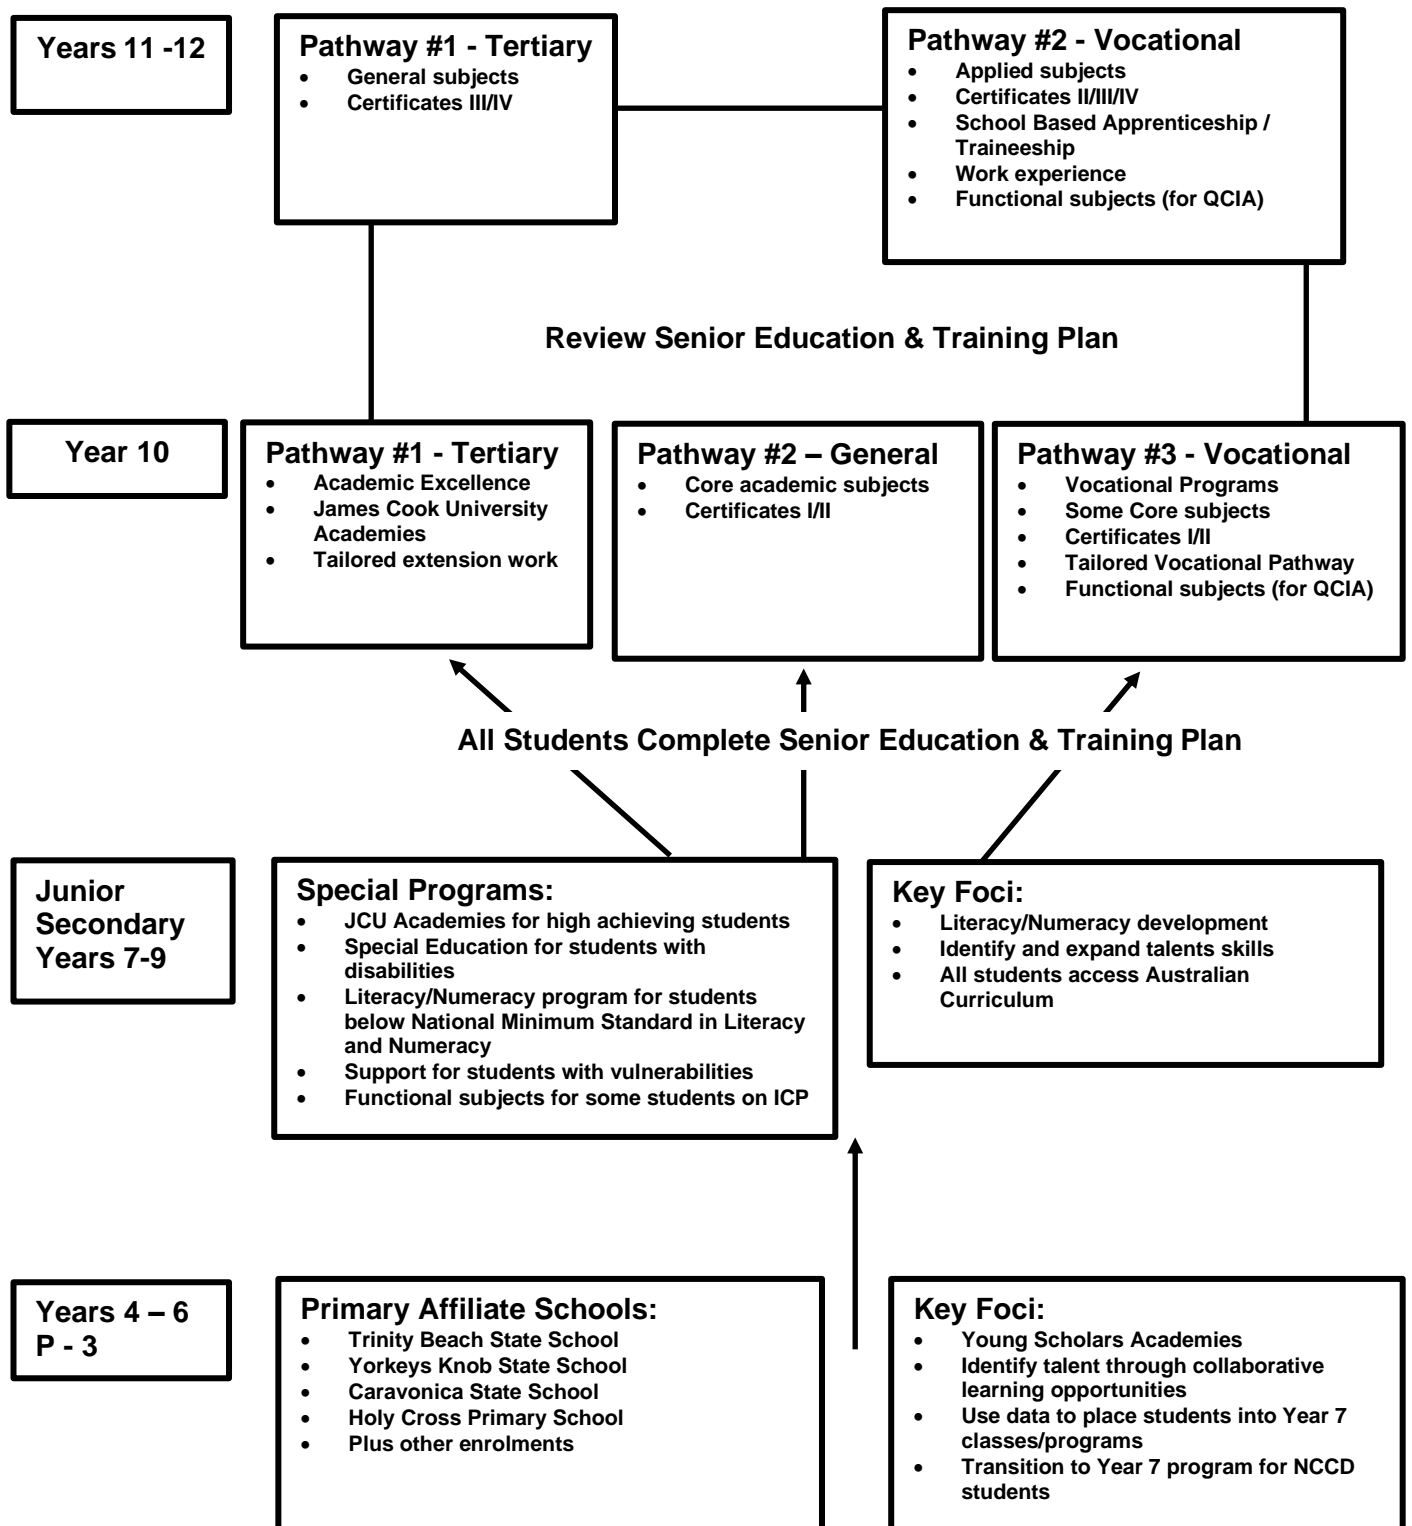 Years 11 -12
Pathway #1 - Tertiary
• General subjects
• Certificates III/IV
Pathway #2 - Vocational
• Applied subjects
• Certificates II/III/IV
• School Based Apprenticeship /
Traineeship
• Work experience
• Functional subjects (for QCIA)
Review Senior Education & Training Plan
Year 10
Pathway #1 - Tertiary
• Academic Excellence
• James Cook University
Academies
• Tailored extension work
Pathway #2 – General
• Core academic subjects
• Certificates I/II
Pathway #3 - Vocational
• Vocational Programs
• Some Core subjects
• Certificates I/II
• Tailored Vocational Pathway
• Functional subjects (for QCIA)
All Students Complete Senior Education & Training Plan
Junior
Secondary
Years 7-9
Special Programs:
• JCU Academies for high achieving students
• Special Education for students with
disabilities
• Literacy/Numeracy program for students
below National Minimum Standard in Literacy
and Numeracy
• Support for students with vulnerabilities
• Functional subjects for some students on ICP
Key Foci:
• Literacy/Numeracy development
• Identify and expand talents skills
• All students access Australian
Curriculum
Years 4 – 6
P - 3
Primary Affiliate Schools:
• Trinity Beach State School
• Yorkeys Knob State School
• Caravonica State School
• Holy Cross Primary School
• Plus other enrolments
Key Foci:
• Young Scholars Academies
• Identify talent through collaborative
learning opportunities
• Use data to place students into Year 7
classes/programs
• Transition to Year 7 program for NCCD
students